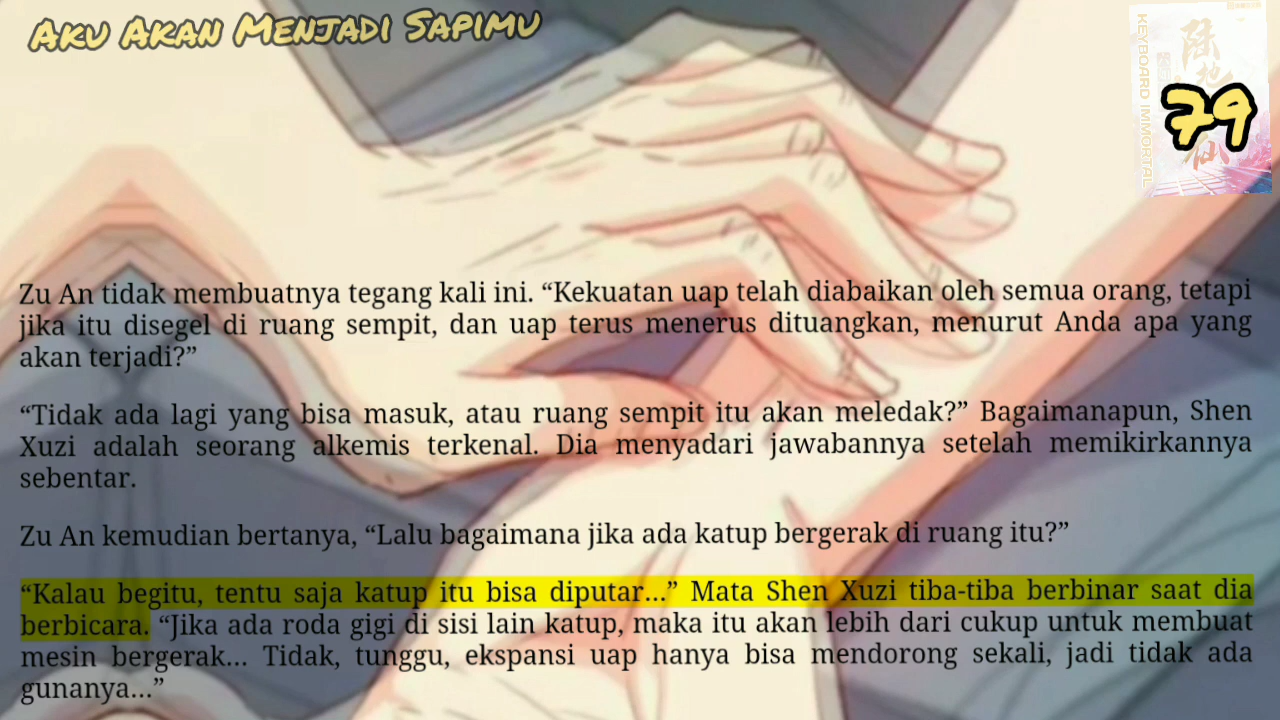 Aku Akan Menjadi Sapimu
KEYBOARD IMMORTAL
79
Zu An tidak membuatnya tegang kali ini. “Kekuatan uap telah diabaikan oleh semua orang, tetapi
jika itu disegel di ruang sempit, dan uap terus menerus dituangkan, menurut Anda apa yang
akan terjadi?”
“Tidak ada lagi yang bisa masuk, atau ruang sempit itu akan meledak?” Bagaimanapun, Shen
Xuzi adalah seorang alkemis terkenal. Dia menyadari jawabannya setelah memikirkannya
sebentar.
Zu An kemudian bertanya, “Lalu bagaimana jika ada katup bergerak di ruang itu?”
“Kalau begitu, tentu saja katup itu bisa diputar...” Mata Shen Xuzi tiba-tiba berbinar saat dia
berbicara. “Jika ada roda gigi di sisi lain katup, maka itu akan lebih dari cukup untuk membuat
mesin bergerak... Tidak, tunggu, ekspansi uap hanya bisa mendorong sekali, jadi tidak ada
gunanya...”